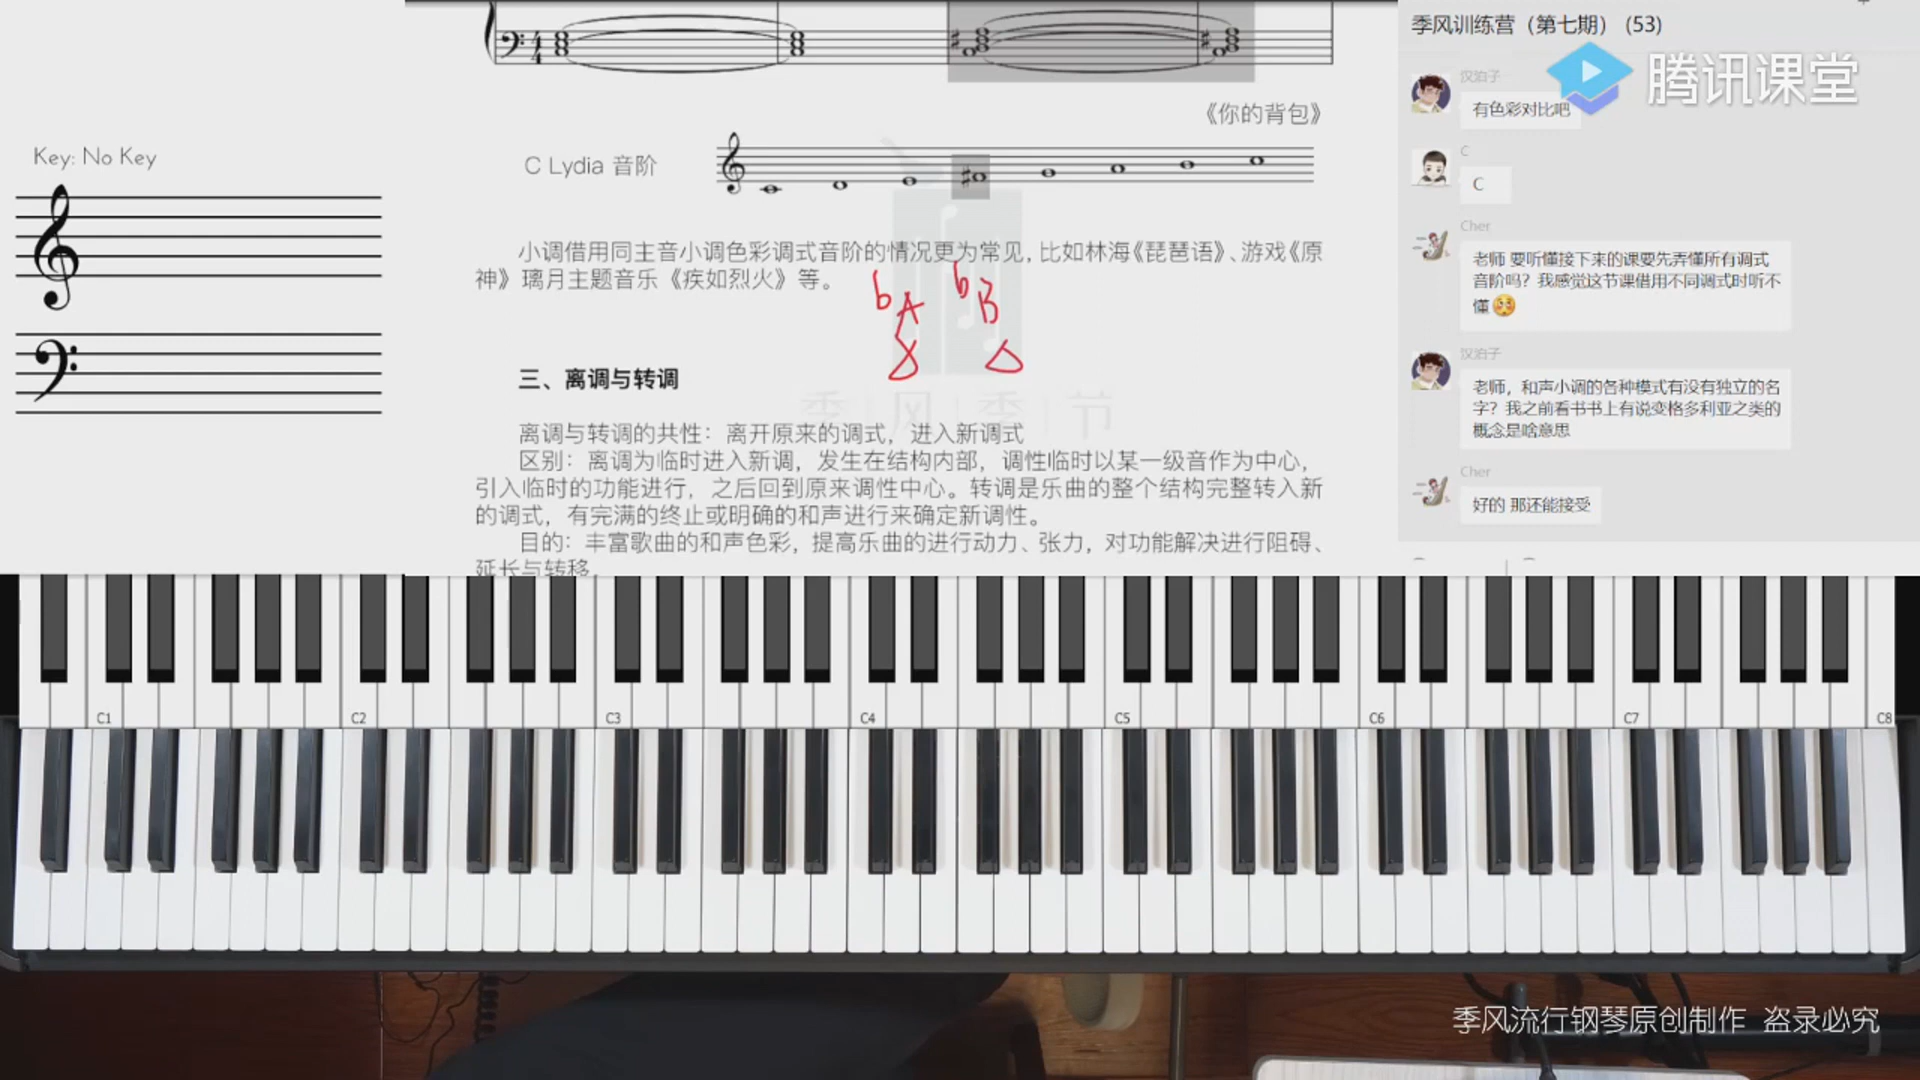 Key: No Key
《你的背包》
C Lydia 音阶
小调借用同主音小调色彩调式音阶的情况更为常见，比如林海《琵琶语》、游戏《原
神》璃月主题音乐《疾如烈火》等。
bA bB
三、离调与转调
季 风 季 节
离调与转调的共性：离开原来的调式，进入新调式
区别：离调为临时进入新调，发生在结构内部，调性临时以某一级音作为中心，
引入临时的功能进行，之后回到原来调性中心。转调是乐曲的整个结构完整转入新
的调式，有完满的终止或明确的和声进行来确定新调性。
目的：丰富歌曲的和声色彩，提高乐曲的进行动力、张力，对功能解决进行阻碍、
延长与转移。
季风训练营（第七期） (53)
腾讯课堂
汉泊子
有色彩对比吧
C
C
Cher
老师 要听懂接下来的课要先弄懂所有调式
音阶吗？我感觉这节课借用不同调式时听不
懂
汉泊子
老师，和声小调的各种模式有没有独立的名
字？我之前看书书上有说变格多利亚之类的
概念是啥意思
Cher
好的 那还能接受
C1 C2 C3 C4 C5 C6 C7 C8
季风流行钢琴原创制作 盗录必究